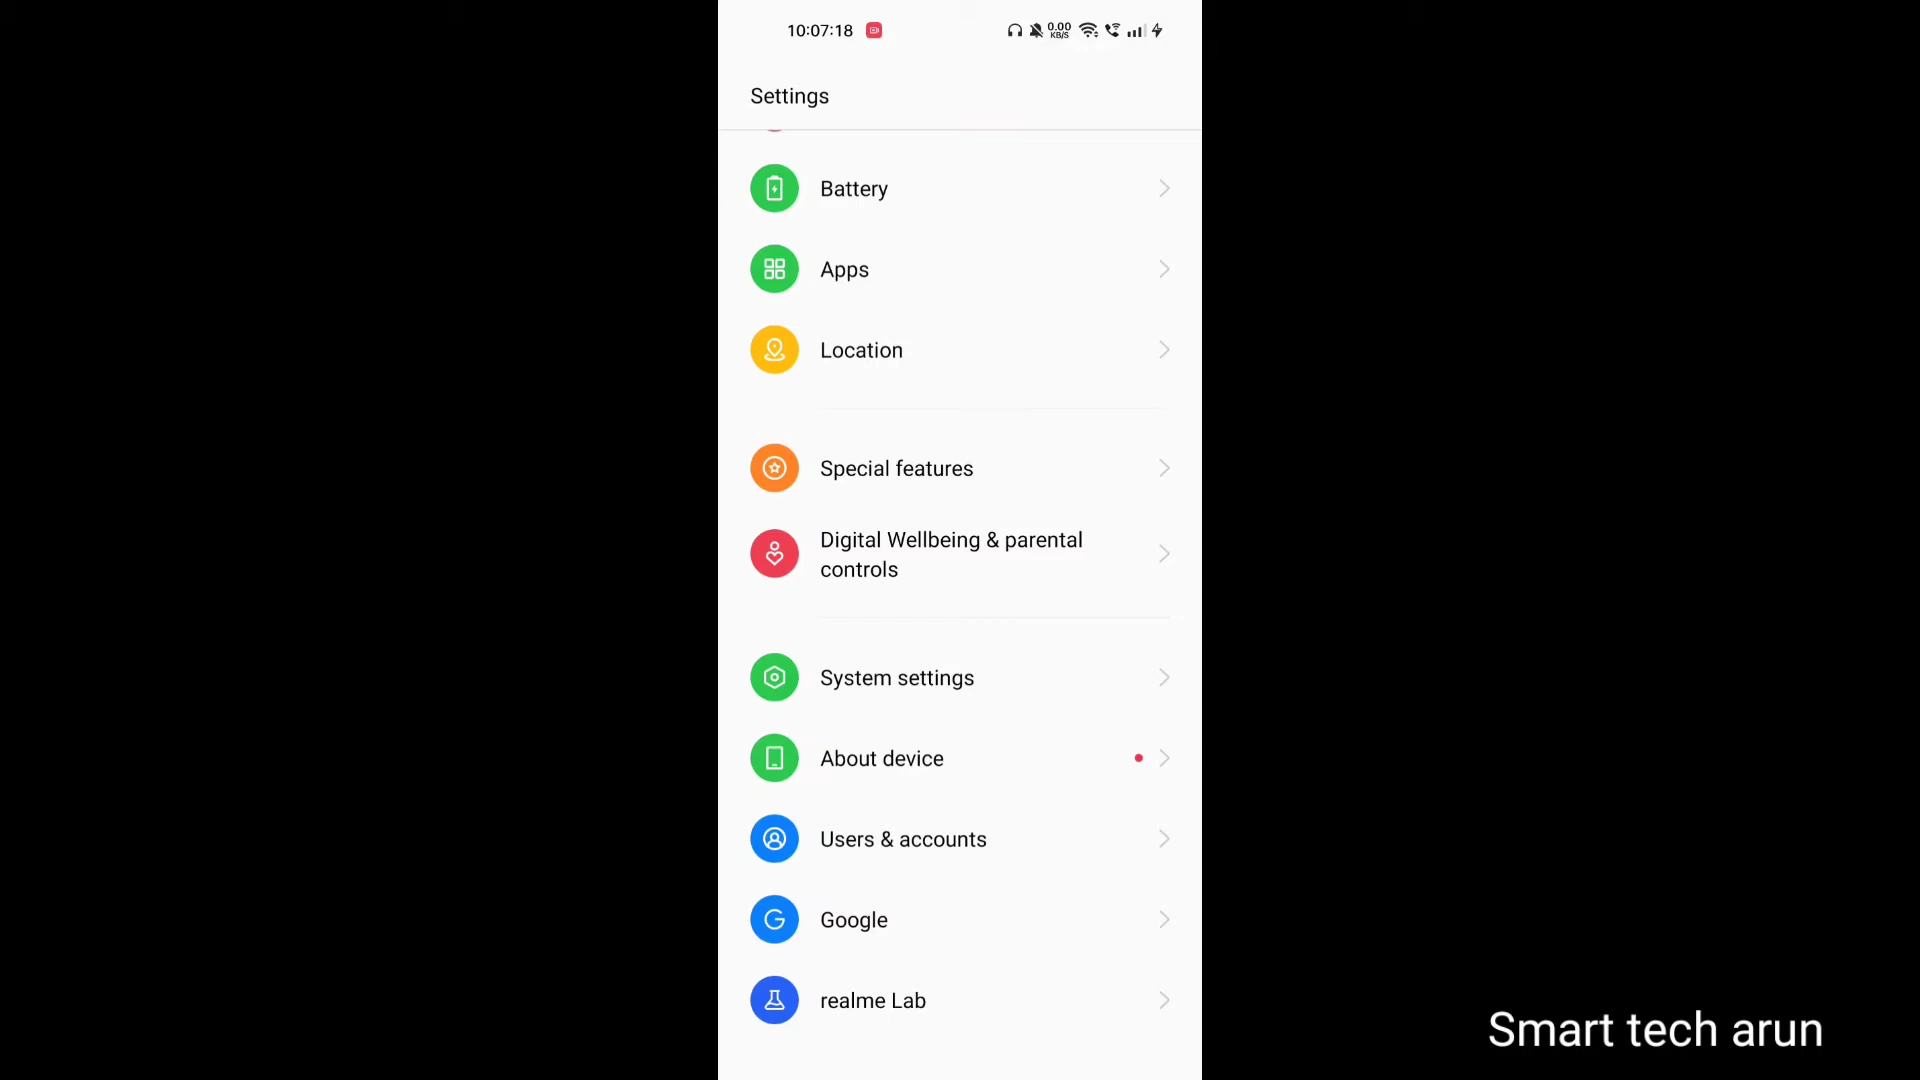 10:07:18
0.00
KB/S
Settings
Battery
Apps
Location
Special features
Digital Wellbeing & parental
controls
System settings
About device
Users & accounts
Google
realme Lab
Smart tech arun